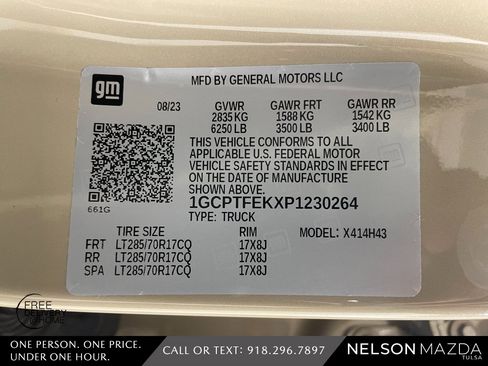 gm
MFD BY GENERAL MOTORS LLC
08/23 GVWR GAWR FRT GAWR RR
2835 KG 1588 KG 1542 KG
6250 LB 3500 LB 3400 LB
THIS VEHICLE CONFORMS TO ALL
APPLICABLE U.S. FEDERAL MOTOR
VEHICLE SAFETY STANDARDS IN EFFECT
ON THE DATE OF MANUFACTURE
SHOWN ABOVE.
661G
1GCPTFEKXP1230264
TYPE: TRUCK
TIRE SIZE RIM MODEL: X414H43
FRT LT285/70R17CQ 17X8J
RR LT285/70R17CQ 17X8J
SPA LT285/70R17CQ 17X8J
FREE
DELIVERY
TO HOME
ONE PERSON. ONE PRICE.
UNDER ONE HOUR.
CALL OR TEXT: 918.296.7897
NELSON MAZDA
TULSA